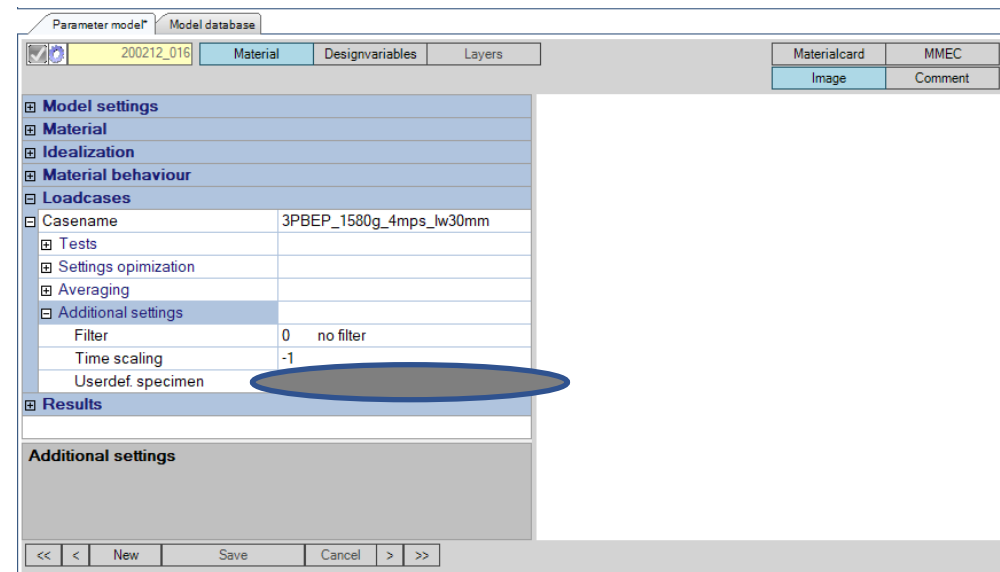 Parameter model* Model database
200212_016 Material Designvariables Layers Materialcard MMEC
Image Comment
Model settings
Material
Idealization
Material behaviour
Loadcases
Casename 3PBEP_1580g_4mps_lw30mm
Tests
Settings opimization
Averaging
Additional settings
Filter 0 no filter
Time scaling -1
Userdef. specimen
Results
Additional settings
<< < New Save Cancel > >>